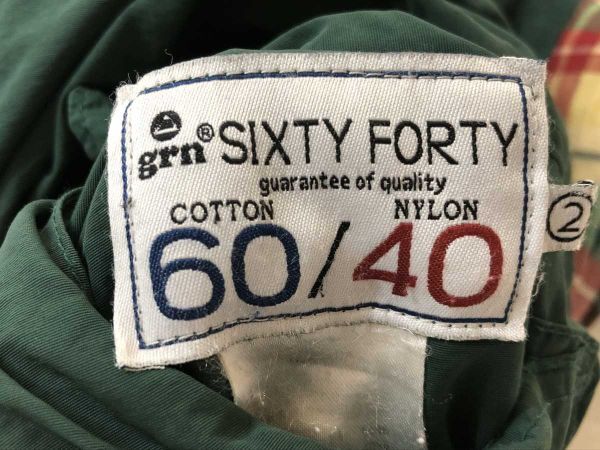 grn® SIXTY FORTY
guarantee of quality
COTTON NYLON
60/40
2